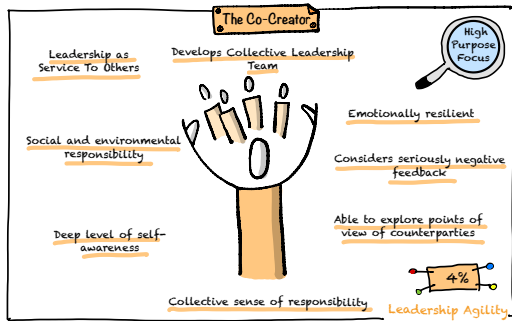 The Co-Creator
Leadership as
Service To Others
Develops Collective Leadership
Team
High
Purpose
Focus
Emotionally resilient
Social and environmental
responsibility
Considers seriously negative
feedback
Deep level of self-
awareness
Able to explore points of
view of counterparties
4%
Collective sense of responsibility
Leadership Agility